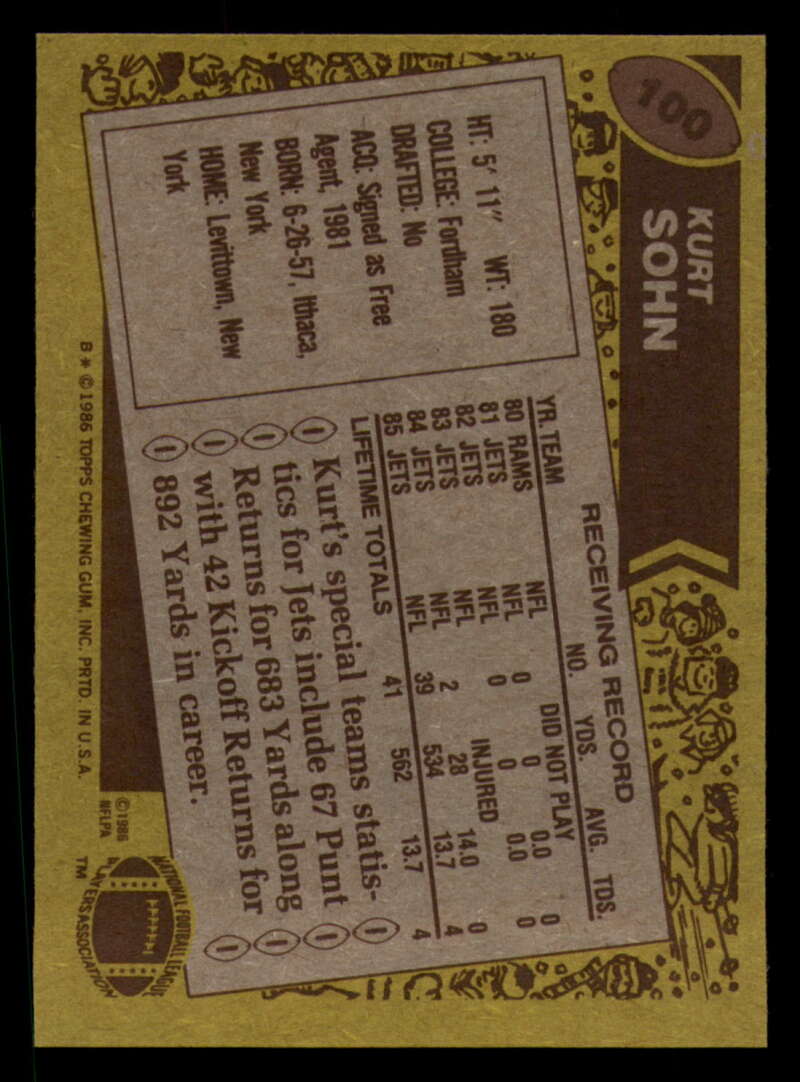 100
KURT
SOHN
HT: 5' 11" WT: 180
COLLEGE: Fordham
DRAFTED: No
ACQ: Signed as Free
Agent, 1981
BORN: 6-26-57, Ithaca,
New York
HOME: Levittown, New
York
RECEIVING RECORD
YR. TEAM NO. YDS. AVG. TDS.
80 RAMS NFL DID NOT PLAY
81 JETS NFL 0 0 0.0 0
82 JETS NFL 0 0 0.0 0
83 JETS NFL INJURED
84 JETS NFL 2 28 14.0 0
85 JETS NFL 39 534 13.7 4
LIFETIME TOTALS 41 562 13.7 4
Kurt's special teams statis-
tics for Jets include 67 Punt
Returns for 683 Yards along
with 42 Kickoff Returns for
892 Yards in career.
B * ©1986 TOPPS CHEWING GUM, INC. PRTD. IN U.S.A.
©1986
NFLPA
NATIONAL FOOTBALL LEAGUE
PLAYERS ASSOCIATION
TM